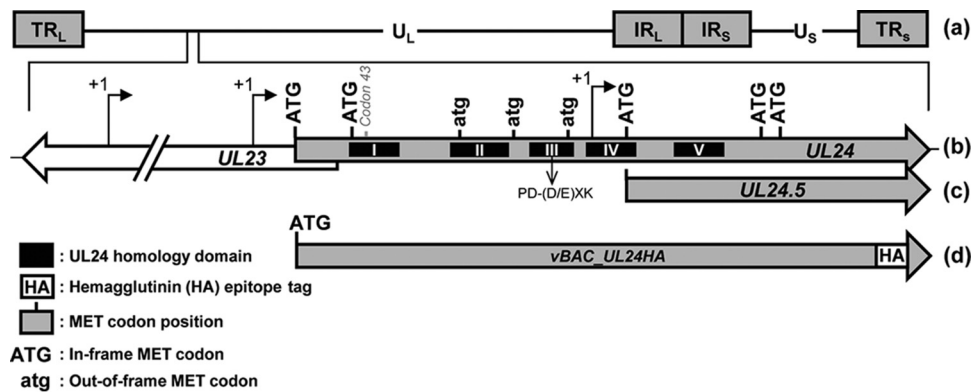 TRL UL IRL IRS US TRs (a)
+1 +1 ATG ATG Codon 43 atg atg atg +1 ATG ATG ATG
UL23 I II III IV V UL24 (b)
PD-(D/E)XK UL24.5 (c)
ATG
vBAC_UL24HA HA (d)
: UL24 homology domain
HA : Hemagglutinin (HA) epitope tag
: MET codon position
ATG : In-frame MET codon
atg : Out-of-frame MET codon